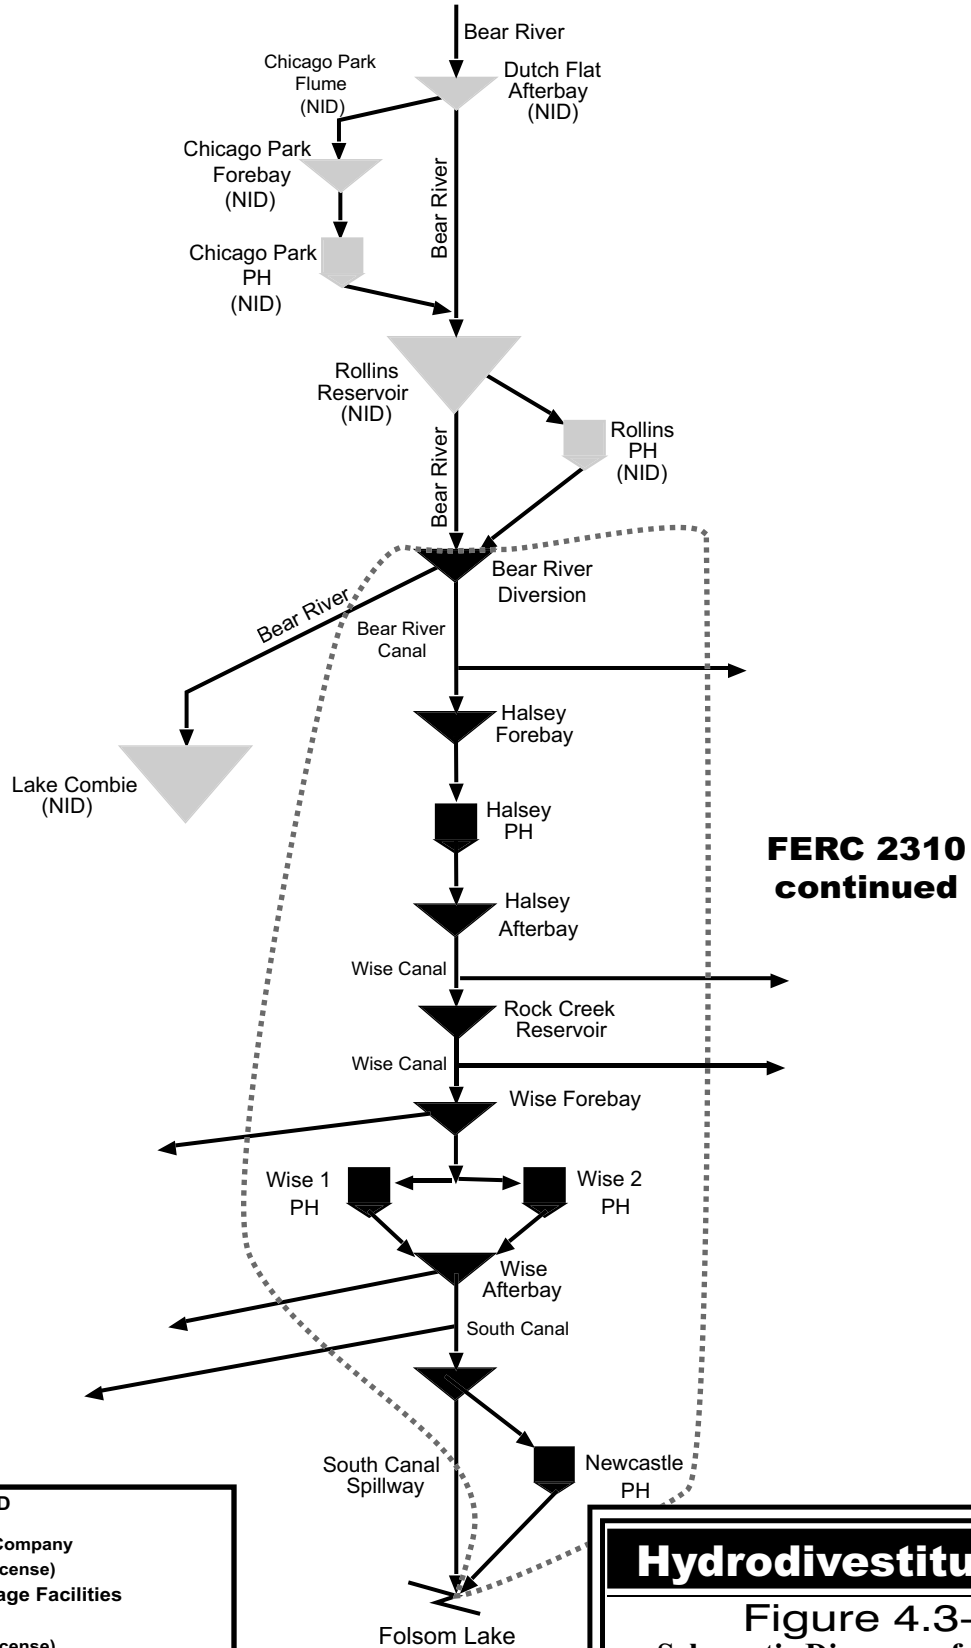 Bear River
Chicago Park
Flume
(NID)
Dutch Flat
Afterbay
(NID)
Chicago Park
Forebay
(NID)
Bear River
Chicago Park
PH
(NID)
Rollins
Reservoir
(NID)
Rollins
PH
(NID)
Bear River
Bear River
Diversion
Bear River
Bear River
Canal
Halsey
Forebay
Lake Combie
(NID)
Halsey
PH
FERC 2310
continued
Halsey
Afterbay
Wise Canal
Rock Creek
Reservoir
Wise Canal
Wise Forebay
Wise 1
PH
Wise 2
PH
Wise
Afterbay
South Canal
South Canal
Spillway
Newcastle
PH
Folsom Lake
Hydrodivestitu
Figure 4.3-
D
Company
cense)
age Facilities